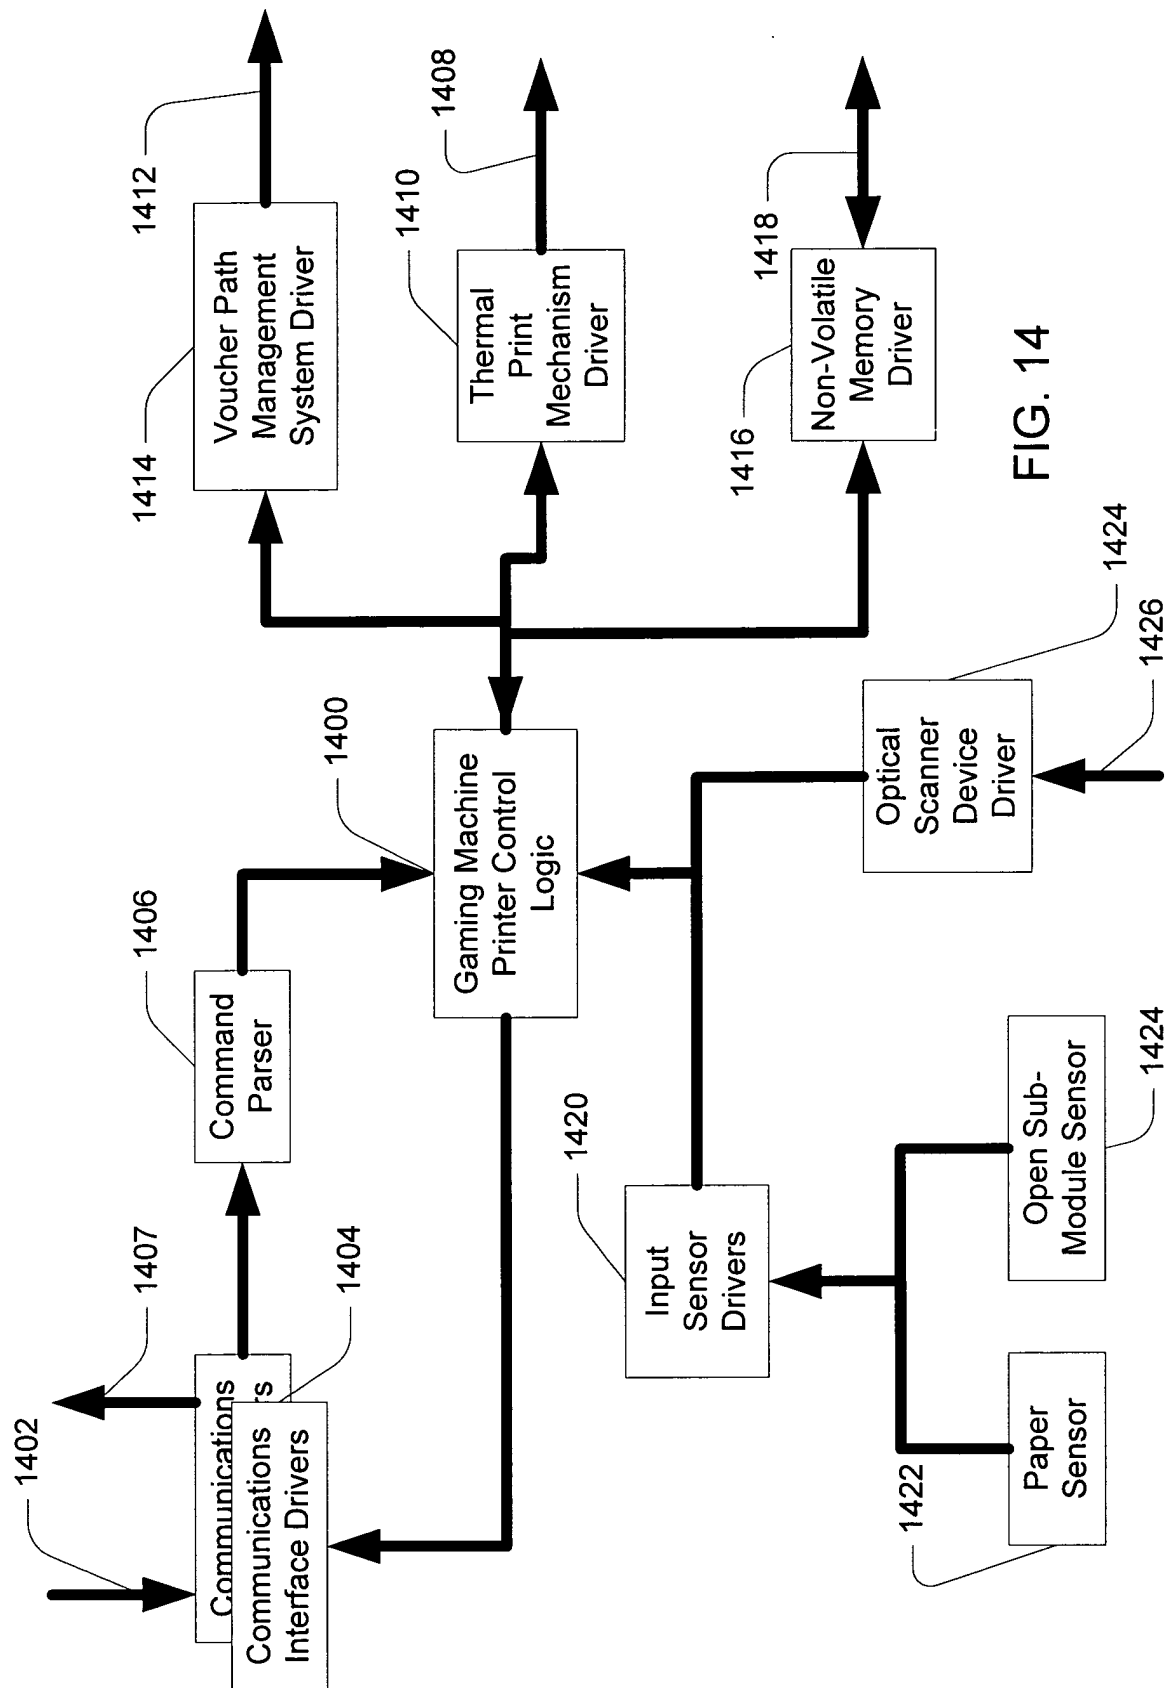 1402
1407
Communications
rs
Communications
Interface Drivers
1404
Command
Parser
1406
1400
Gaming Machine
Printer Control
Logic
1414
Voucher Path
Management
System Driver
1412
1410
Thermal
Print
Mechanism
Driver
1408
1416
Non-Volatile
Memory
Driver
1418
1420
Input
Sensor
Drivers
1422
Paper
Sensor
Open Sub-
Module Sensor
1424
Optical
Scanner
Device
Driver
1424
1426
FIG. 14